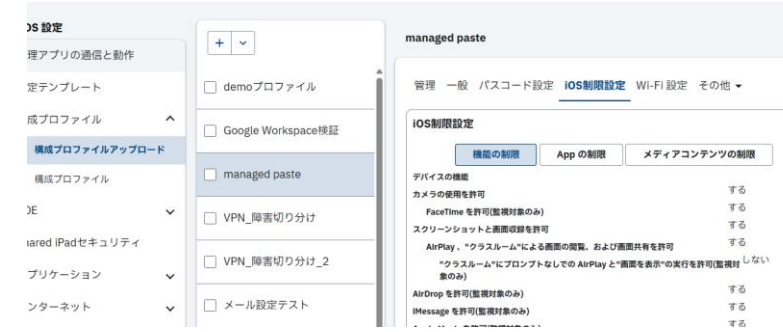 OS 設定
理アプリの通信と動作
定テンプレート
成プロファイル
構成プロファイルアップロード
構成プロファイル
DE
ared iPadセキュリティ
プリケーション
ンターネット
demoプロファイル
Google Workspace検証
managed paste
VPN_障害切り分け
VPN_障害切り分け_2
メール設定テスト
managed paste
管理 一般 パスコード設定 iOS制限設定 Wi-Fi 設定 その他
iOS制限設定
機能の制限 App の制限 メディアコンテンツの制限
デバイスの機能
カメラの使用を許可 する
FaceTime を許可(監視対象のみ) する
スクリーンショットと画面収録を許可 する
AirPlay 、"クラスルーム"による画面の閲覧、および画面共有を許可 する
"クラスルーム"にプロンプトなしでの AirPlay と"画面を表示"の実行を許可(監視対 しない
象のみ)
AirDrop を許可(監視対象のみ) する
iMessage を許可(監視対象のみ) する
する